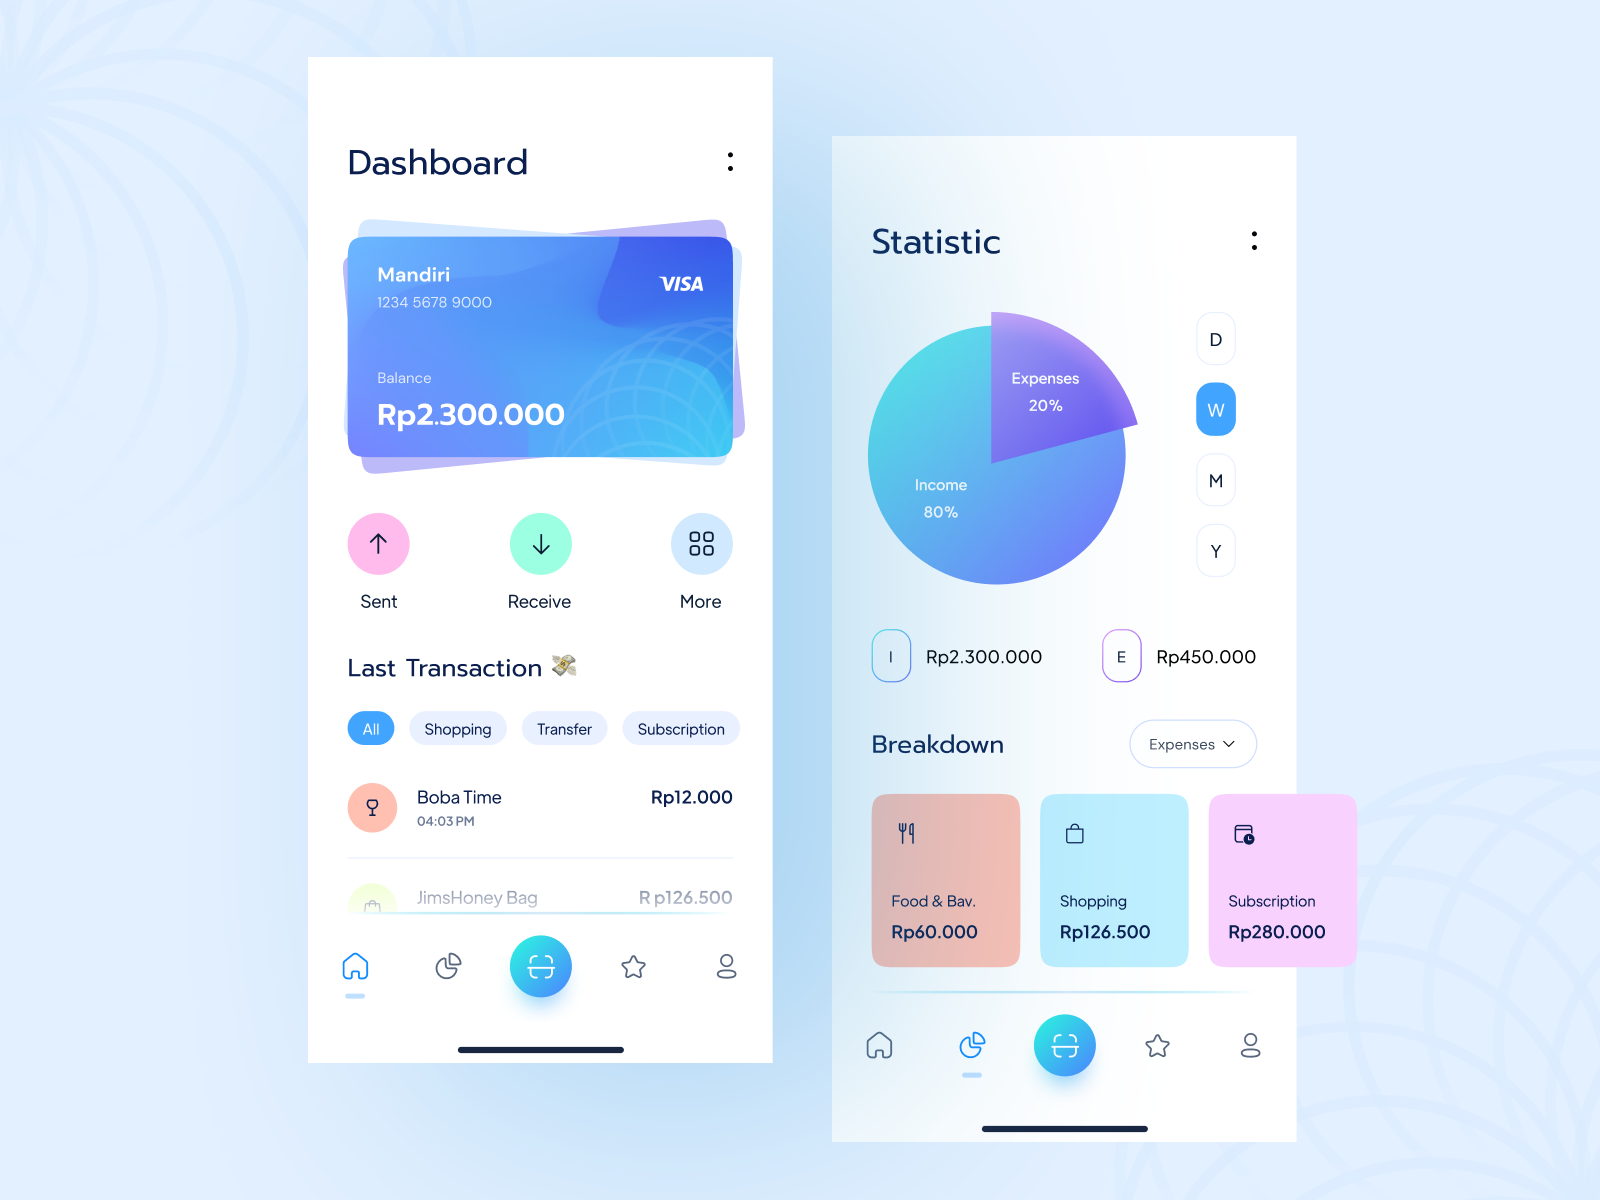 Dashboard
Mandiri
VISA
1234 5678 9000
Balance
Rp2.300.000
Sent
Receive
More
Last Transaction 💸
All
Shopping
Transfer
Subscription
Boba Time
Rp12.000
04:03 PM
JimsHoney Bag
Rp126.500
Statistic
Expenses
20%
Income
80%
D
W
M
Y
I
Rp2.300.000
E
Rp450.000
Breakdown
Expenses
Food & Bav.
Rp60.000
Shopping
Rp126.500
Subscription
Rp280.000